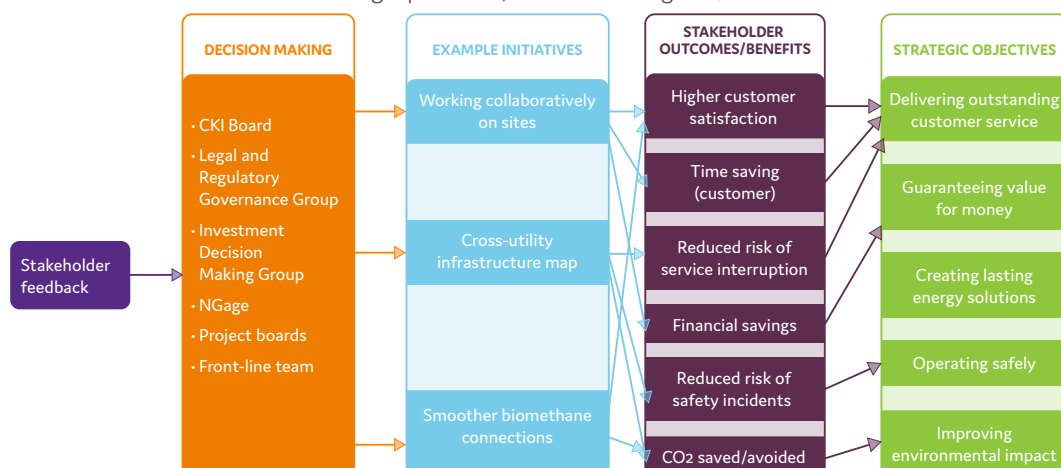 DECISION MAKING
EXAMPLE INITIATIVES
STAKEHOLDER
OUTCOMES/BENEFITS
STRATEGIC OBJECTIVES
Stakeholder
feedback
• CKI Board
• Legal and
Regulatory
Governance Group
• Investment
Decision
Making Group
• NGage
• Project boards
• Front-line team
Working collaboratively
on sites
Cross-utility
infrastructure map
Smoother biomethane
connections
Higher customer
satisfaction
Time saving
(customer)
Reduced risk of
service interruption
Financial savings
Reduced risk of
safety incidents
CO2 saved/avoided
Delivering outstanding
customer service
Guaranteeing value
for money
Creating lasting
energy solutions
Operating safely
Improving
environmental impact